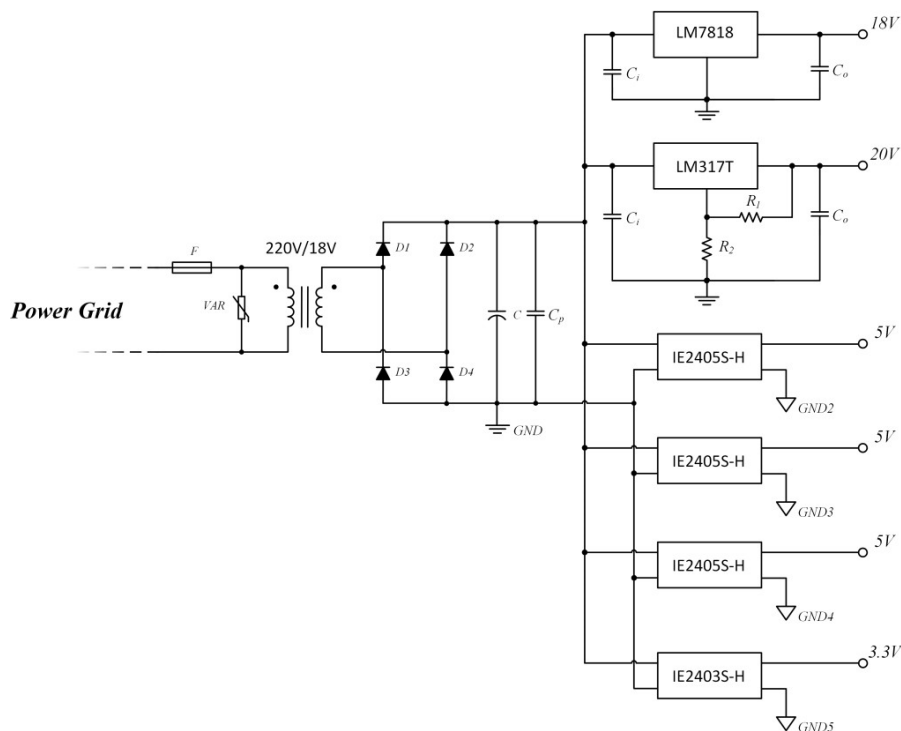 LM7818
18V
Ci
Co
LM317T
20V
Ci
R1
Co
R2
220V/18V
F
D1
D2
Power Grid
VAR
C
Cp
D3
D4
GND
IE2405S-H
5V
GND2
IE2405S-H
5V
GND3
IE2405S-H
5V
GND4
IE2403S-H
3.3V
GND5